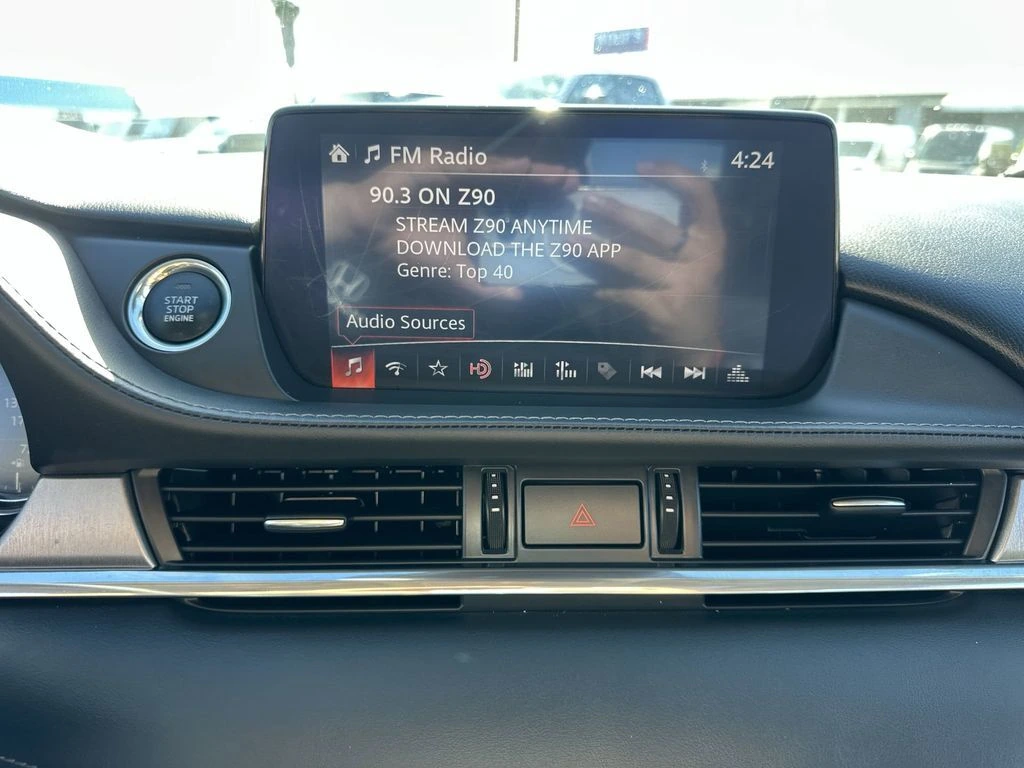 FM Radio
4:24
90.3 ON Z90
STREAM Z90 ANYTIME
DOWNLOAD THE Z90 APP
Genre: Top 40
Audio Sources
HD
START
STOP
ENGINE